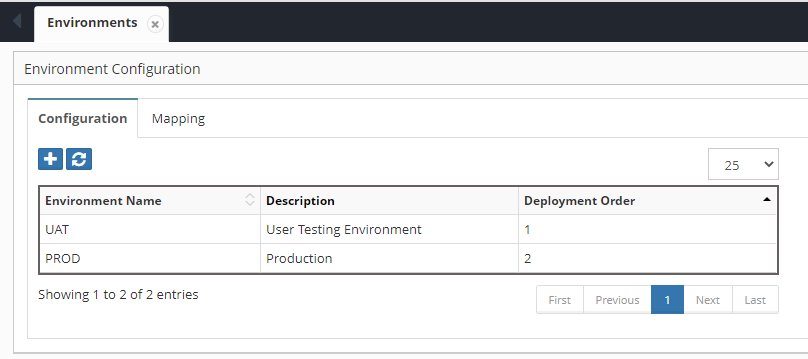 Environments
Environment Configuration
Configuration Mapping
25
Environment Name Description Deployment Order
UAT User Testing Environment 1
PROD Production 2
Showing 1 to 2 of 2 entries First Previous 1 Next Last